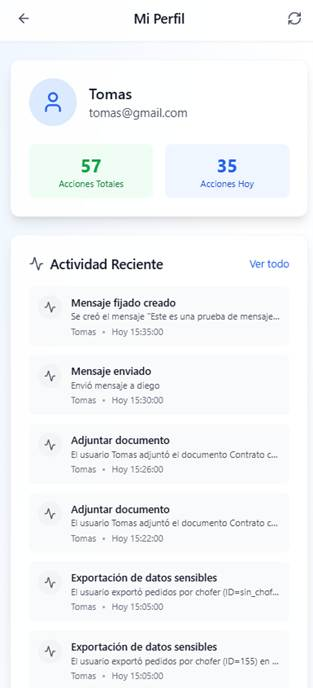 Mi Perfil
Tomas
tomas@gmail.com
57
Acciones Totales
35
Acciones Hoy
Actividad Reciente
Ver todo
Mensaje fijado creado
Se creó el mensaje "Este es una prueba de mensaje...
Tomas • Hoy 15:35:00
Mensaje enviado
Envió mensaje a diego
Tomas • Hoy 15:30:00
Adjuntar documento
El usuario Tomas adjuntó el documento Contrato c...
Tomas • Hoy 15:26:00
Adjuntar documento
El usuario Tomas adjuntó el documento Contrato c...
Tomas • Hoy 15:22:00
Exportación de datos sensibles
El usuario exportó pedidos por chofer (ID=sin_chof...
Tomas • Hoy 15:05:00
Exportación de datos sensibles
El usuario exportó pedidos por chofer (ID=155) en ...
Tomas • Hoy 15:05:00